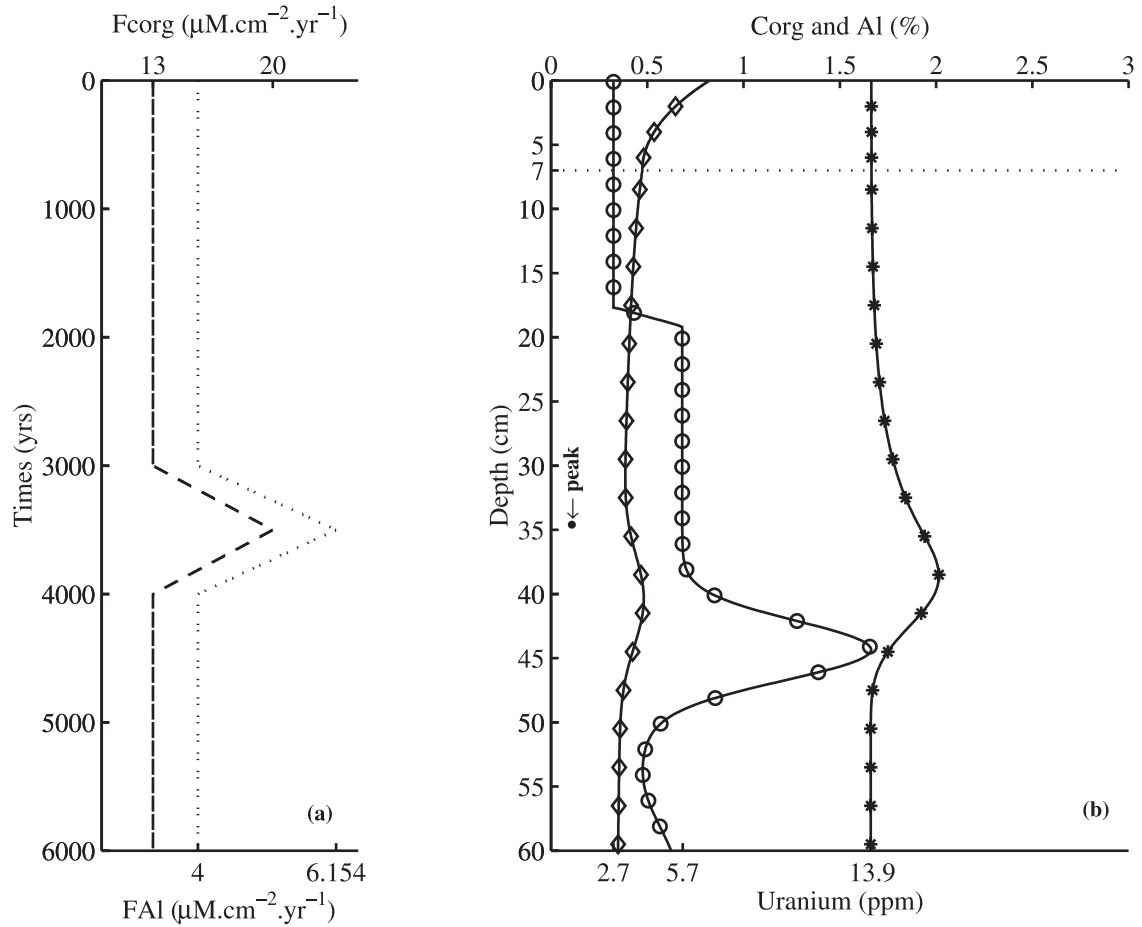 Fcorg (μM.cm−2.yr−1)
13 20
0
1000
2000
3000
4000
5000
6000
Times (yrs)
(a)
4 6.154
FAl (μM.cm−2.yr−1)
Corg and Al (%)
0 0.5 1 1.5 2 2.5 3
0
5
7
10
15
20
25
30
35
40
45
50
55
60
Depth (cm)
•← peak
(b)
2.7 5.7 13.9
Uranium (ppm)